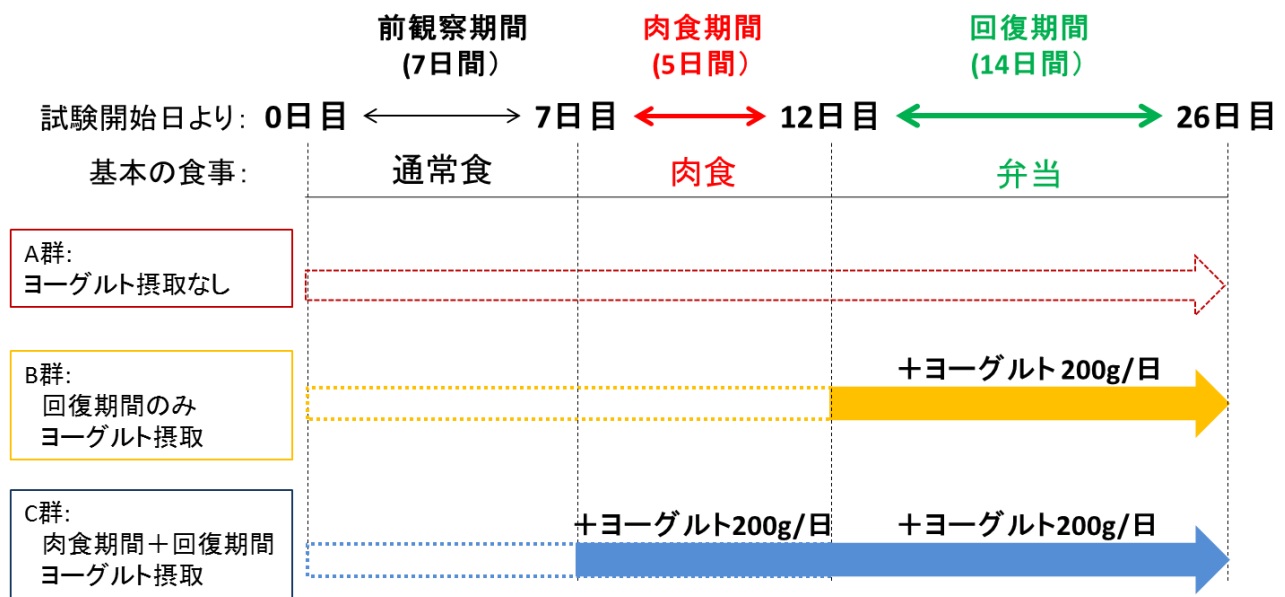 前観察期間 肉食期間 回復期間
(7日間) (5日間) (14日間)
試験開始日より: 0日目 7日目 12日目 26日目
基本の食事: 通常食 肉食 弁当
A群:
ヨーグルト摂取なし
B群:
回復期間のみ
ヨーグルト摂取
＋ヨーグルト 200g/日
C群:
肉食期間＋回復期間
ヨーグルト摂取
＋ヨーグルト200g/日 ＋ヨーグルト200g/日